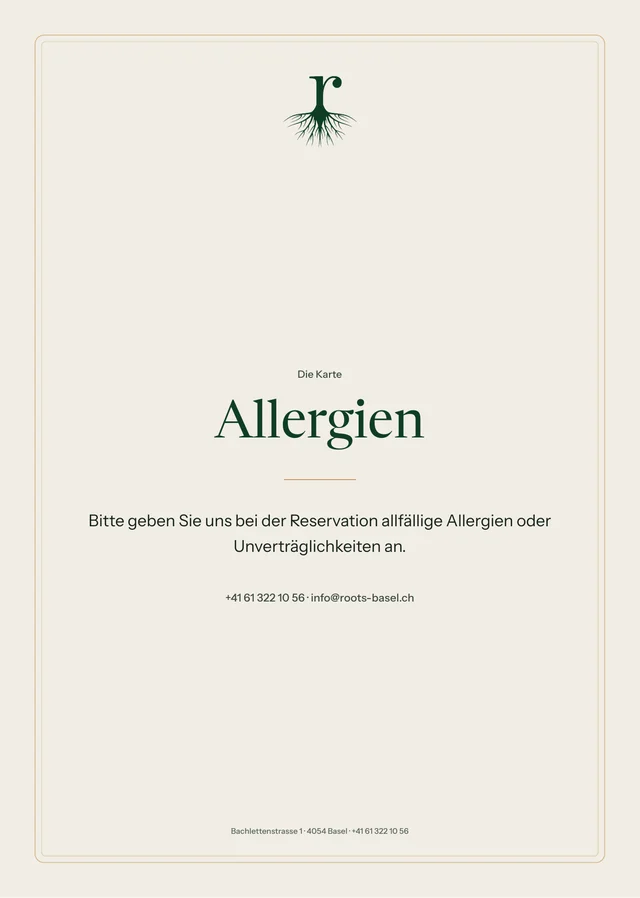 r
Die Karte
Allergien
Bitte geben Sie uns bei der Reservation allfällige Allergien oder
Unverträglichkeiten an.
+41 61 322 10 56 · info@roots-basel.ch
Bachlettenstrasse 1 · 4054 Basel · +41 61 322 10 56